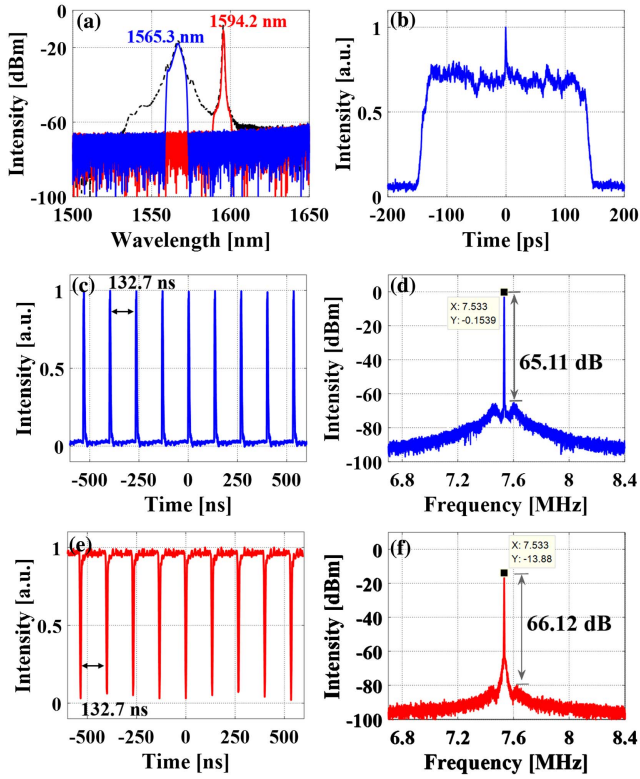 (a)
1565.3 nm
1594.2 nm
Intensity [dBm]
-20
-60
-100
1500
1550
1600
1650
Wavelength [nm]
(b)
Intensity [a.u.]
1
0.5
0
-200
-100
0
100
200
Time [ps]
(c)
132.7 ns
Intensity [a.u.]
1
0.5
0
-500
-250
0
250
500
Time [ns]
(d)
X: 7.533
Y: -0.1539
65.11 dB
Intensity [dBm]
0
-20
-40
-60
-80
-100
6.8
7.2
7.6
8
8.4
Frequency [MHz]
(e)
132.7 ns
Intensity [a.u.]
1
0.5
0
-500
-250
0
250
500
Time [ns]
(f)
X: 7.533
Y: -13.88
66.12 dB
Intensity [dBm]
0
-20
-40
-60
-80
-100
6.8
7.2
7.6
8
8.4
Frequency [MHz]